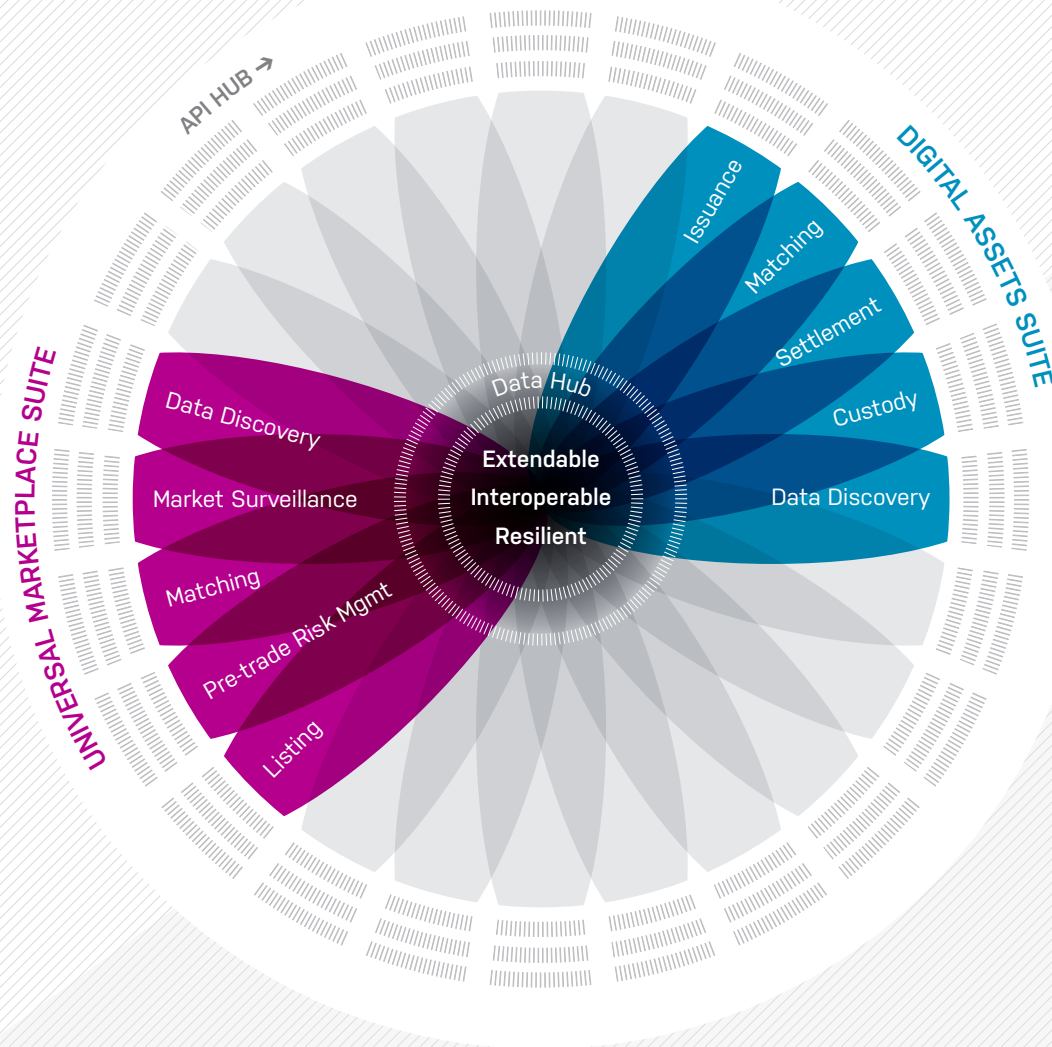 API HUB →
DIGITAL ASSETS SUITE
Issuance
Matching
Settlement
Custody
Data Discovery
Data Hub
Extendable
Interoperable
Resilient
UNIVERSAL MARKETPLACE SUITE
Data Discovery
Market Surveillance
Matching
Pre-trade Risk Mgmt
Listing